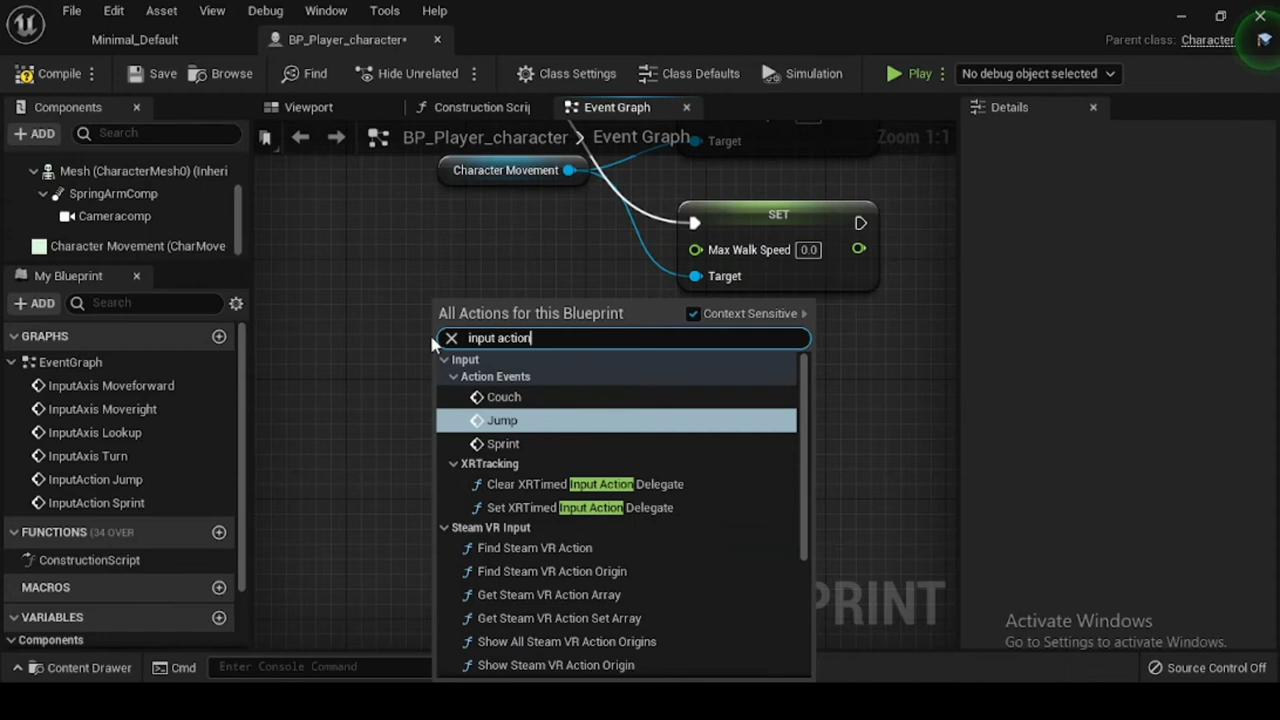 File Edit Asset View Debug Window Tools Help
Minimal_Default
BP_Player_character*
Parent class: Character
Compile
Save
Browse
Find
Hide Unrelated
Class Settings
Class Defaults
Simulation
Play
No debug object selected
Components
Viewport
Construction Scrip
Event Graph
Details
ADD
Search
BP_Player_character > Event Graph
Zoom 1:1
Mesh (CharacterMesh0) (Inheri
SpringArmComp
Cameracomp
Character Movement (CharMove
Target
Character Movement
SET
Max Walk Speed 0.0
Target
My Blueprint
ADD
Search
GRAPHS
EventGraph
InputAxis Moveforward
InputAxis Moveright
InputAxis Lookup
InputAxis Turn
InputAction Jump
InputAction Sprint
FUNCTIONS (34 OVER
ConstructionScript
MACROS
VARIABLES
Components
All Actions for this Blueprint
Context Sensitive
input action
Input
Action Events
Couch
Jump
Sprint
XRTracking
Clear XRTimed Input Action Delegate
Set XRTimed Input Action Delegate
Steam VR Input
Find Steam VR Action
Find Steam VR Action Origin
Get Steam VR Action Array
Get Steam VR Action Set Array
Show All Steam VR Action Origins
Show Steam VR Action Origin
PRINT
Activate Windows
Go to Settings to activate Windows.
Content Drawer
Cmd
Enter Console Command
Source Control Off